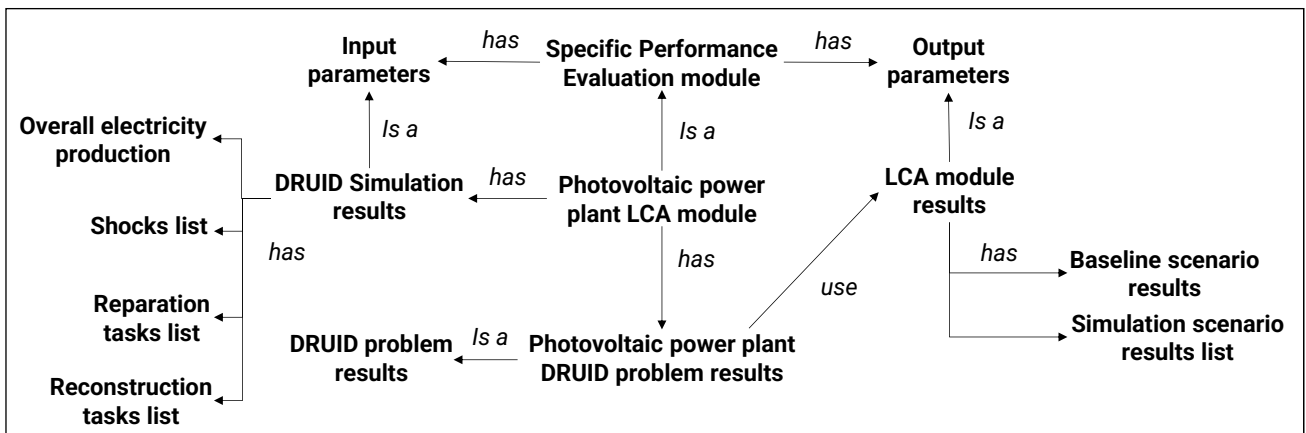 Input
parameters
has
Specific Performance
Evaluation module
has
Output
parameters
Overall electricity
production
Is a
Is a
Is a
DRUID Simulation
results
has
Photovoltaic power
plant LCA module
LCA module
results
Shocks list
has
has
has
Baseline scenario
results
Reparation
tasks list
use
DRUID problem
results
Is a
Photovoltaic power plant
DRUID problem results
Simulation scenario
results list
Reconstruction
tasks list